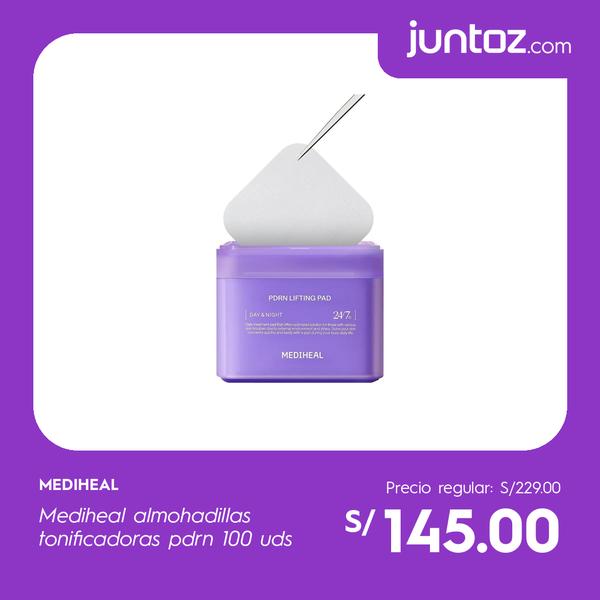 juntoz.com
PDRN LIFTING PAD
DAY & NIGHT
24/7
MEDIHEAL
MEDIHEAL
Mediheal almohadillas
tonificadoras pdrn 100 uds
Precio regular: S/229.00
S/145.00